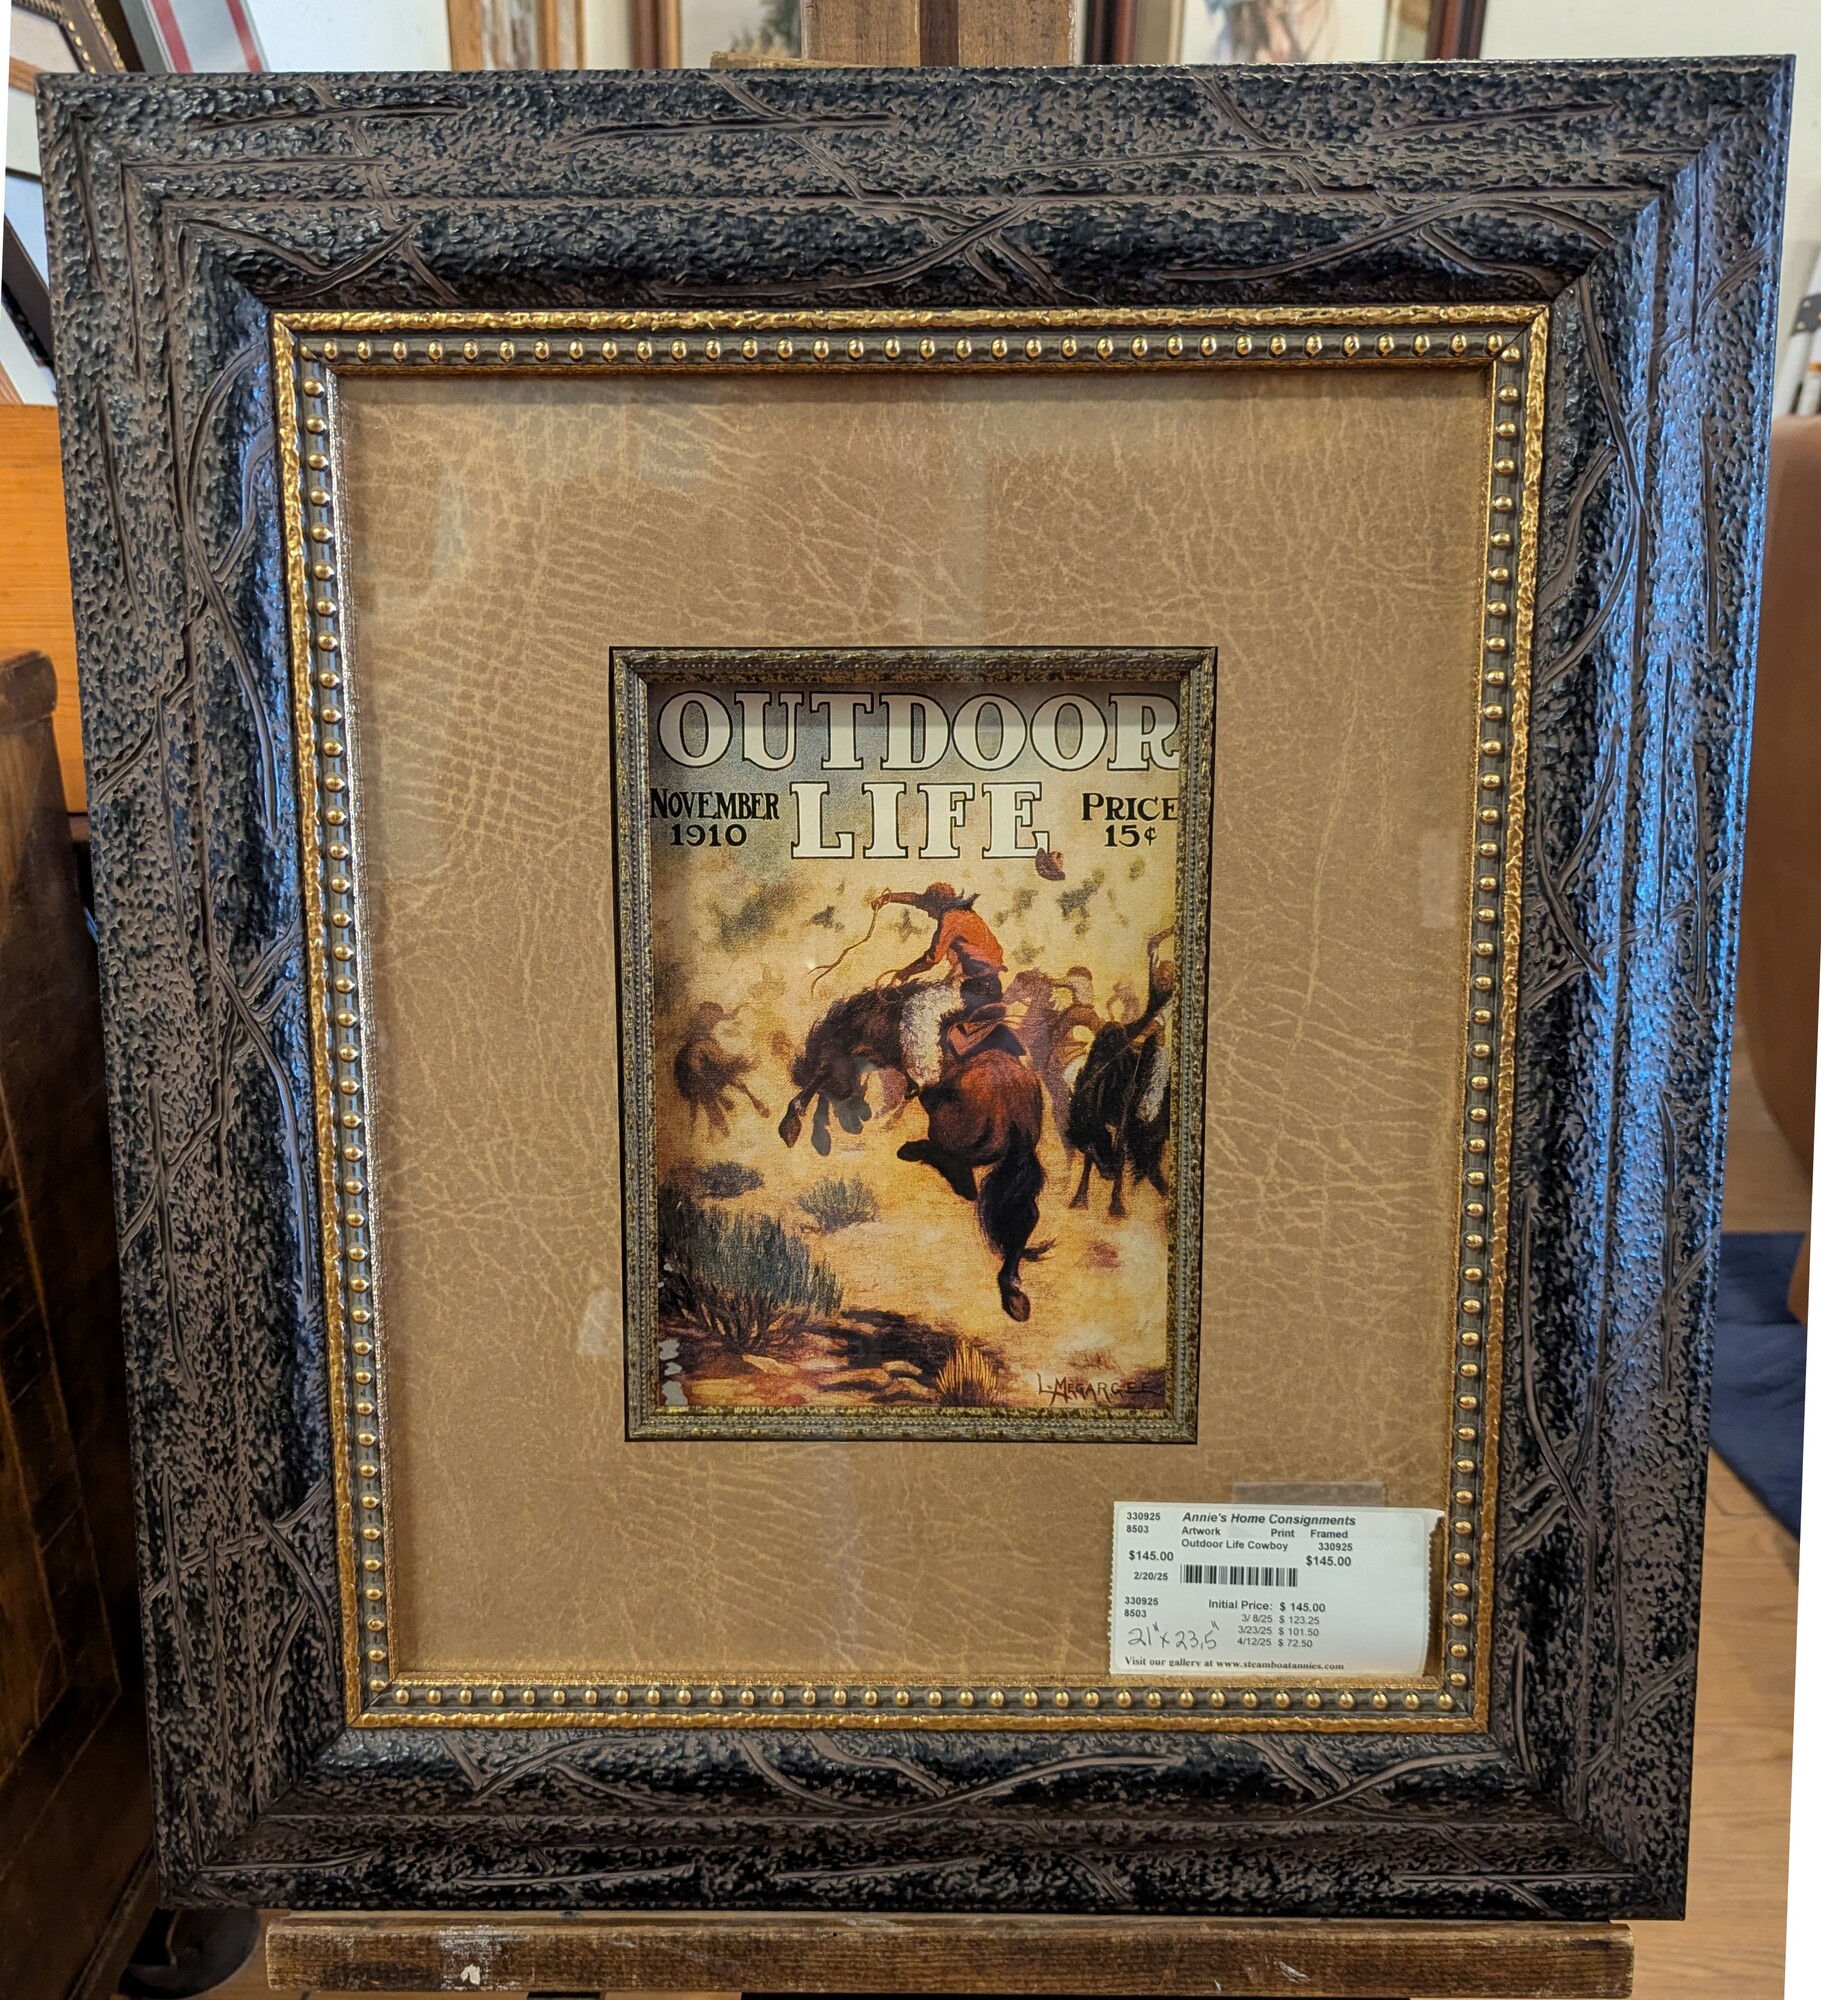 OUTDOOR
LIFE
NOVEMBER
1910
PRICE
15¢
L. MEGARGEE
330925 Annie's Home Consignments
8503 Artwork Print Framed
Outdoor Life Cowboy 330925
$145.00 $145.00
2/20/25
330925 Initial Price: $ 145.00
8503 3/ 8/25 $ 123.25
3/23/25 $ 101.50
21" x 23.5" 4/12/25 $ 72.50
Visit our gallery at www.steamboatannies.com